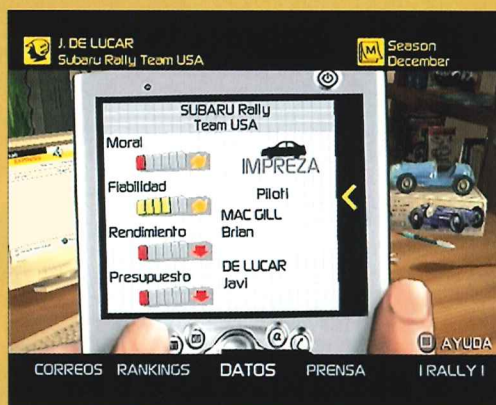 J. DE LUCAR
Subaru Rally Team USA
Season
December
SUBARU Rally
Team USA
Moral
IMPREZA
Fiabilidad
Piloti
MAC GILL
Brian
Rendimiento
DE LUCAR
Javi
Presupuesto
AYUDA
CORREOS RANKINGS DATOS PRENSA ¡RALLY!